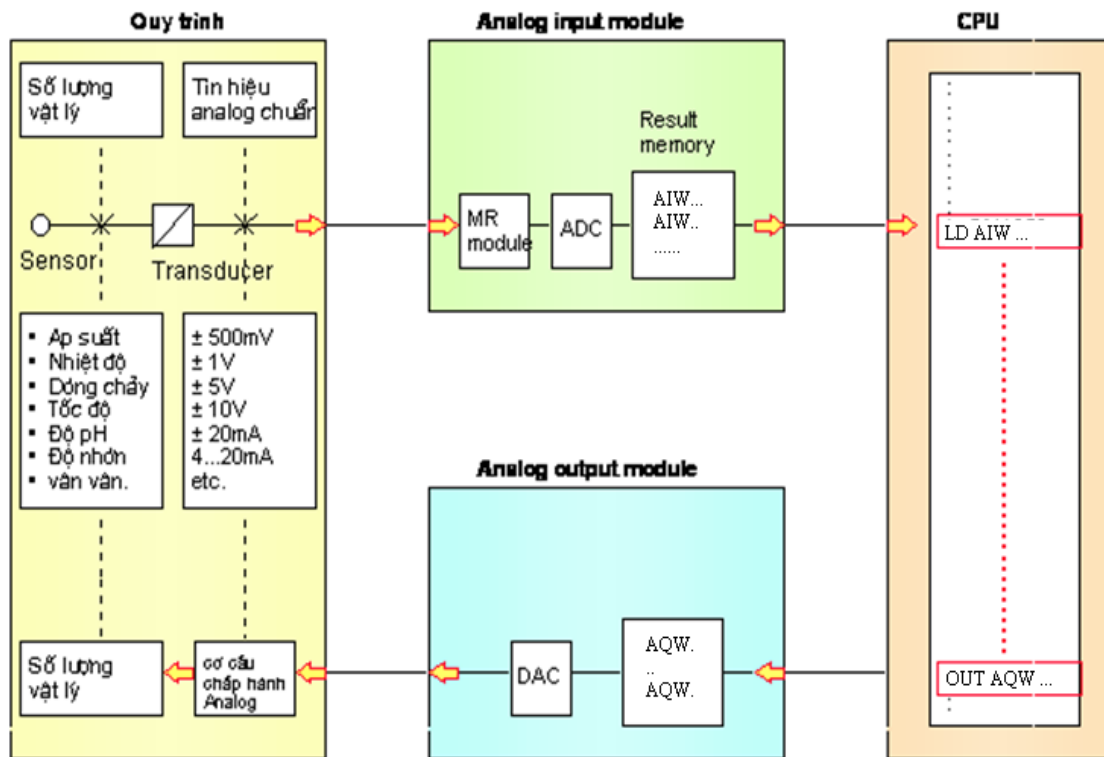 Quy trình
Analog input module
CPU
Số lượng
vật lý
Tín hiệu
analog chuẩn
Sensor
Transducer
Result
memory
MR
module
ADC
AIW...
AIW..
......
LD AIW ...
▪ Ap suất
▪ Nhiệt độ
▪ Dòng chảy
▪ Tốc độ
▪ Độ pH
▪ Độ nhớn
▪ vân vân.
± 500mV
± 1V
± 5V
± 10V
± 20mA
4...20mA
etc.
Analog output module
Số lượng
vật lý
cơ cấu
chấp hành
Analog
DAC
AQW.
..
AQW.
OUT AQW ...